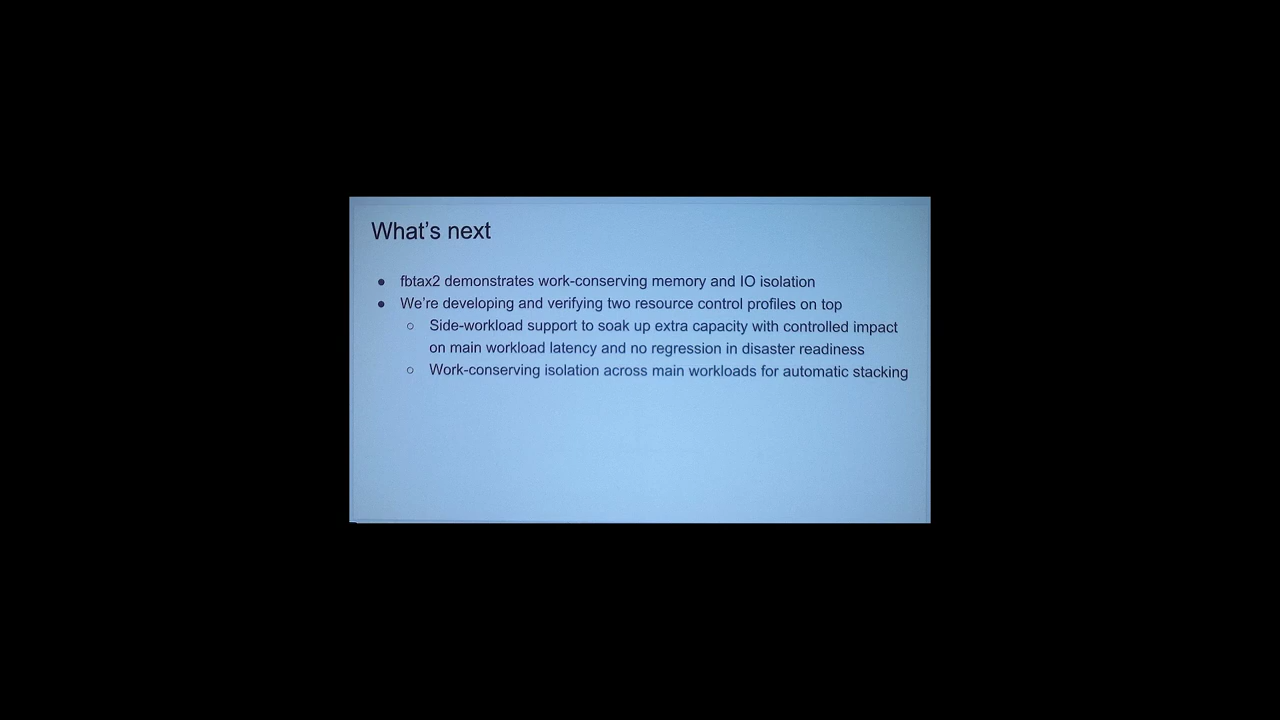 What's next
● fbtax2 demonstrates work-conserving memory and IO isolation
● We're developing and verifying two resource control profiles on top
○ Side-workload support to soak up extra capacity with controlled impact
on main workload latency and no regression in disaster readiness
○ Work-conserving isolation across main workloads for automatic stacking